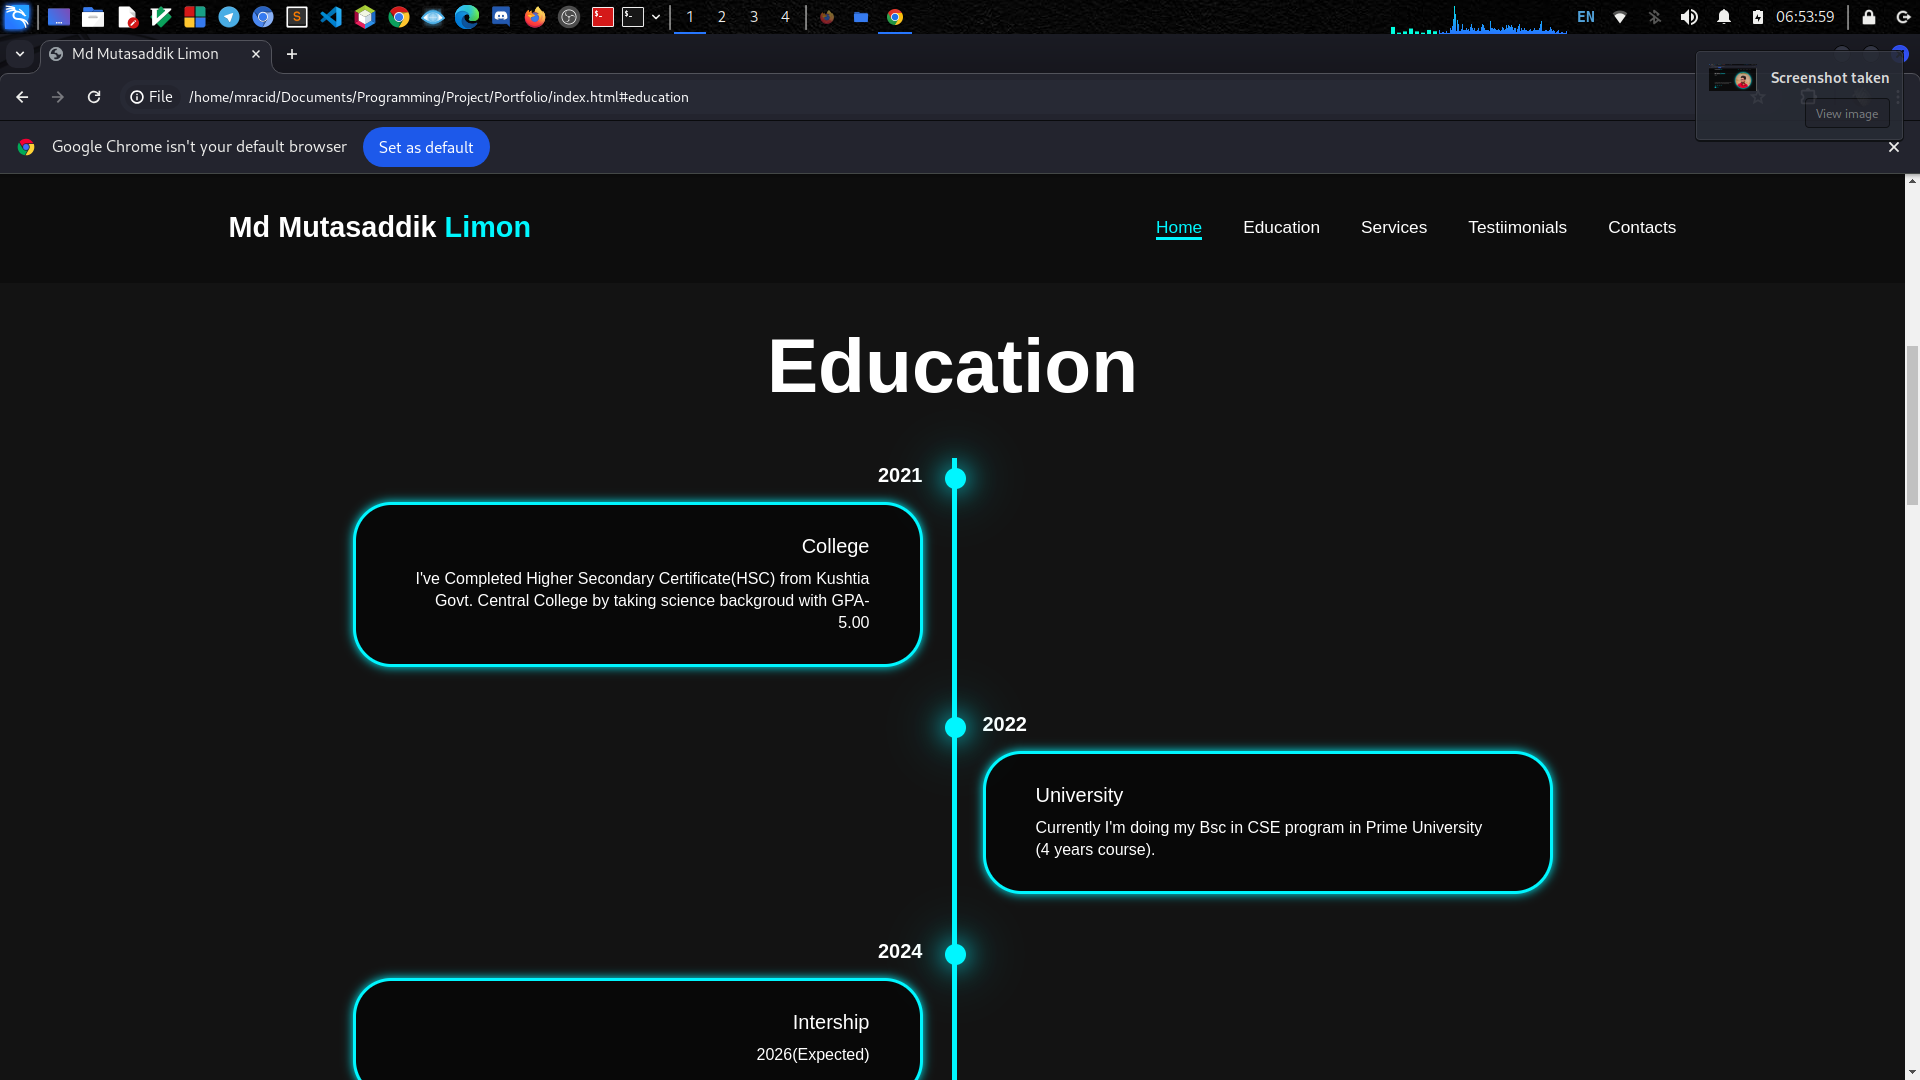 1 2 3 4 EN 06:53:59
Md Mutasaddik Limon
File /home/mracid/Documents/Programming/Project/Portfolio/index.html#education
Screenshot taken
View image
Google Chrome isn't your default browser Set as default
Md Mutasaddik Limon Home Education Services Testiimonials Contacts
Education
2021
College
I've Completed Higher Secondary Certificate(HSC) from Kushtia
Govt. Central College by taking science backgroud with GPA-
5.00
2022
University
Currently I'm doing my Bsc in CSE program in Prime University
(4 years course).
2024
Intership
2026(Expected)